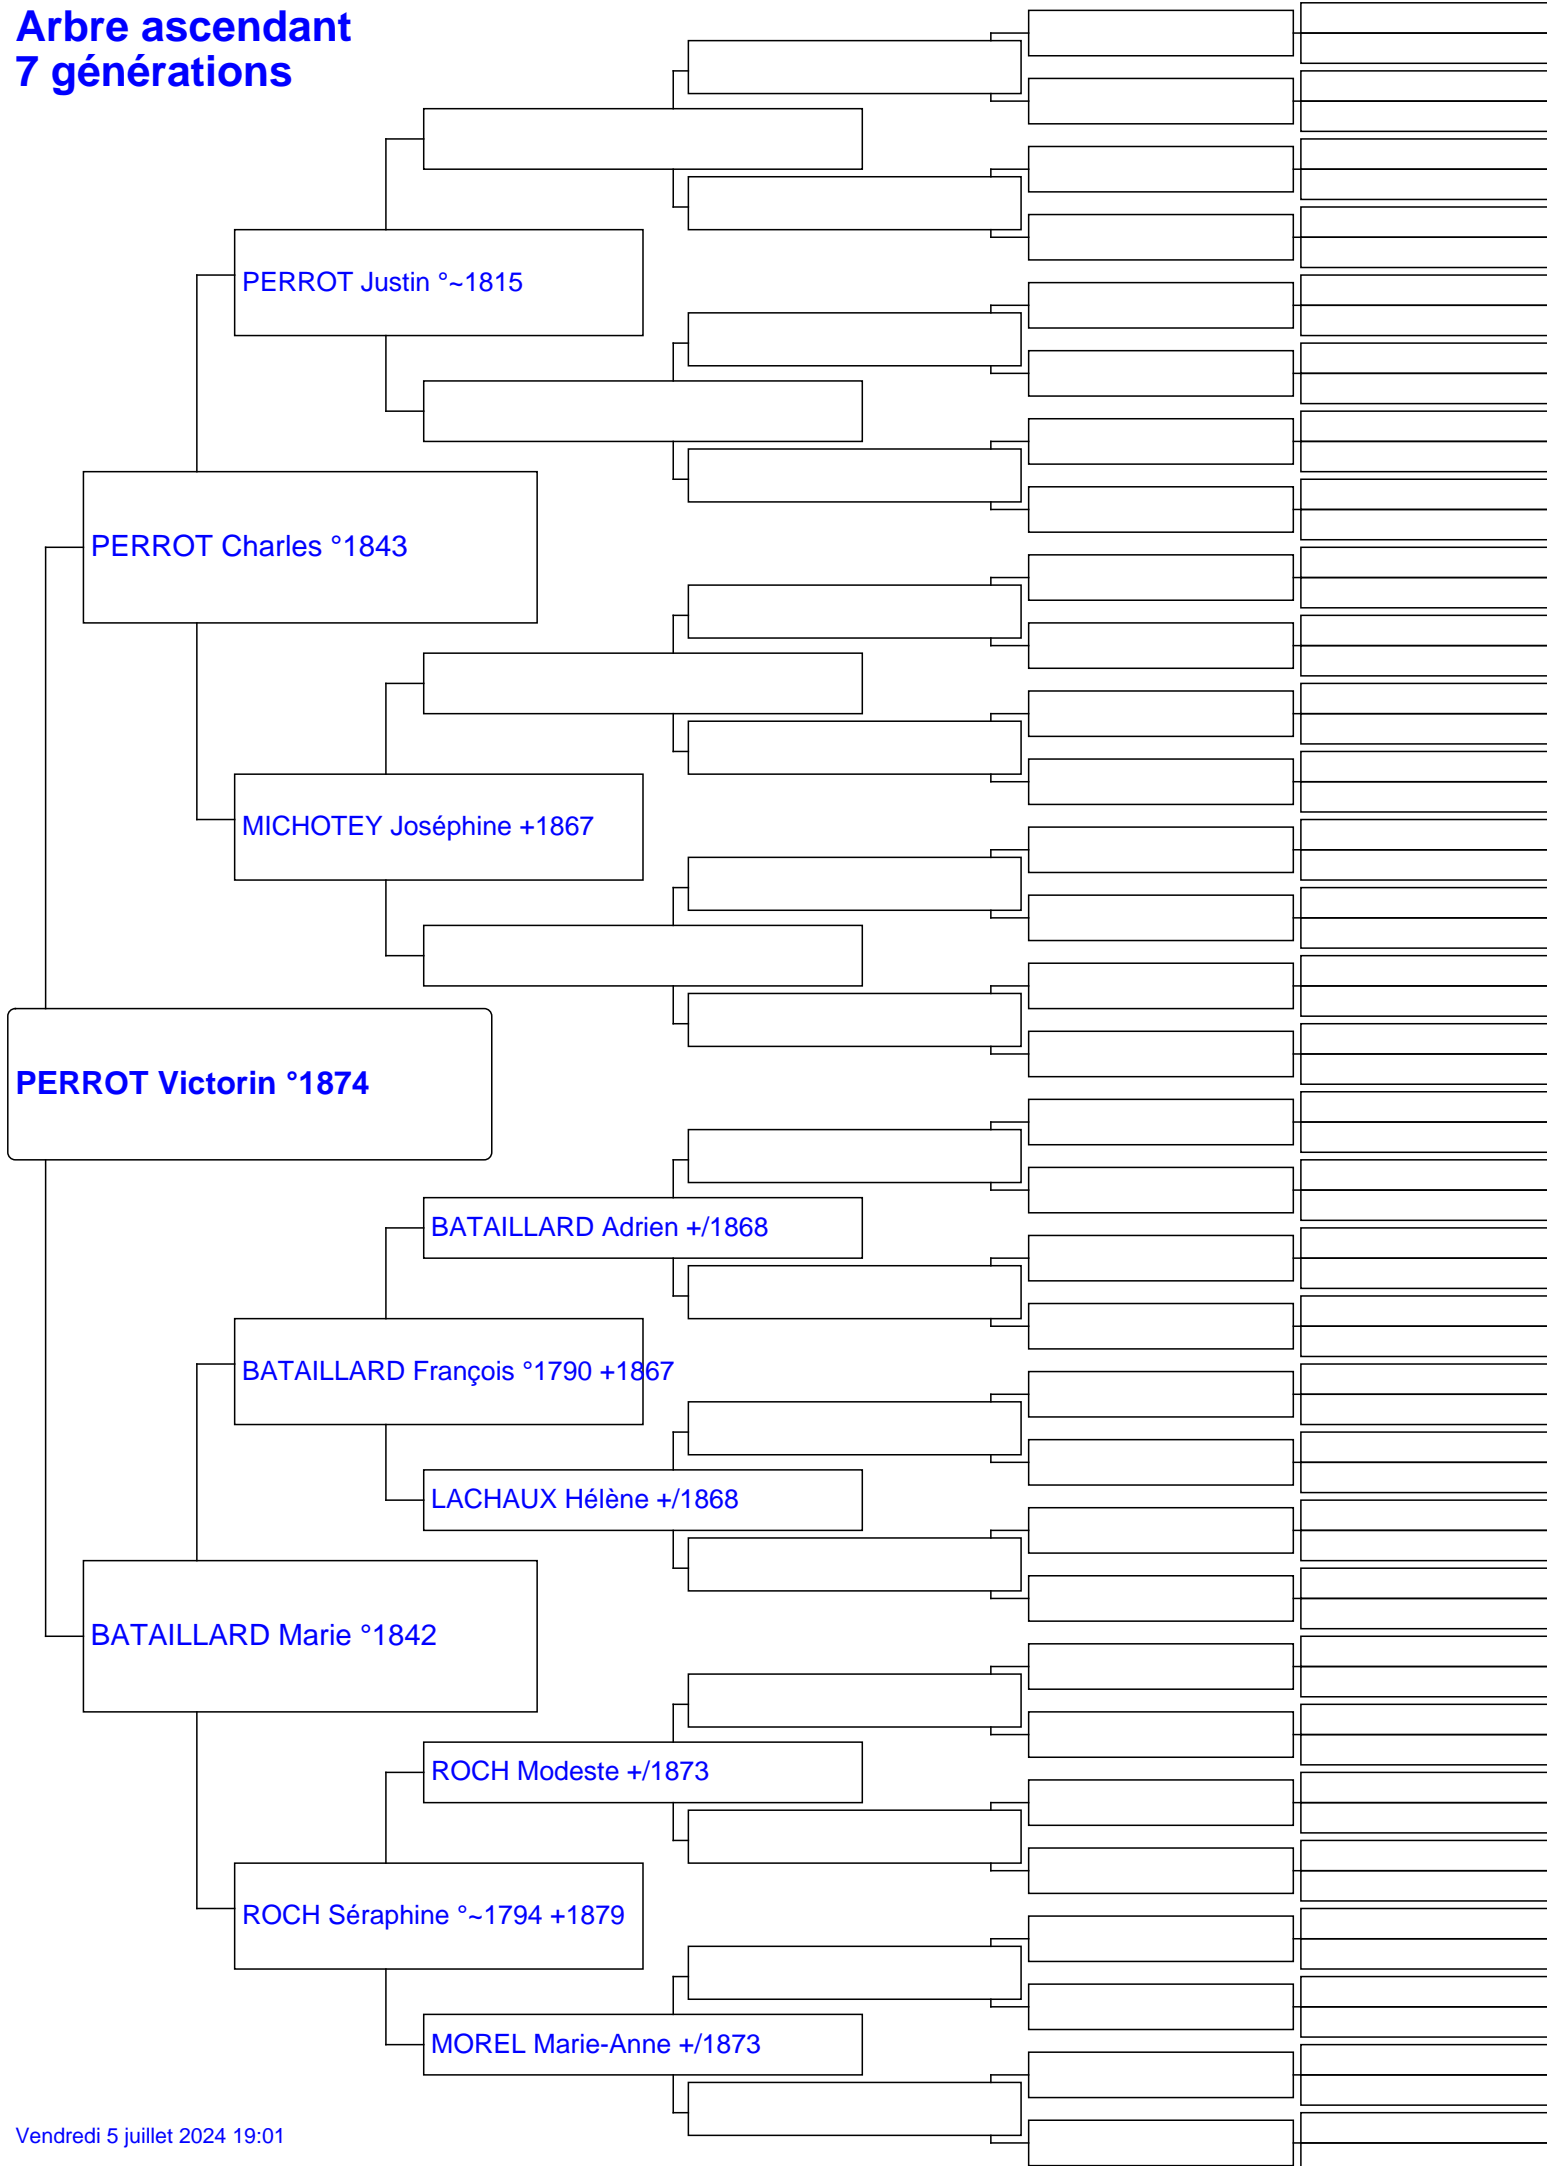 Arbre ascendant
7 générations
PERROT Justin °~1815
PERROT Charles °1843
MICHOTEY Joséphine +1867
PERROT Victorin °1874
BATAILLARD Adrien +/1868
BATAILLARD François °1790 +1867
LACHAUX Hélène +/1868
BATAILLARD Marie °1842
ROCH Modeste +/1873
ROCH Séraphine °~1794 +1879
MOREL Marie-Anne +/1873
Vendredi 5 juillet 2024 19:01